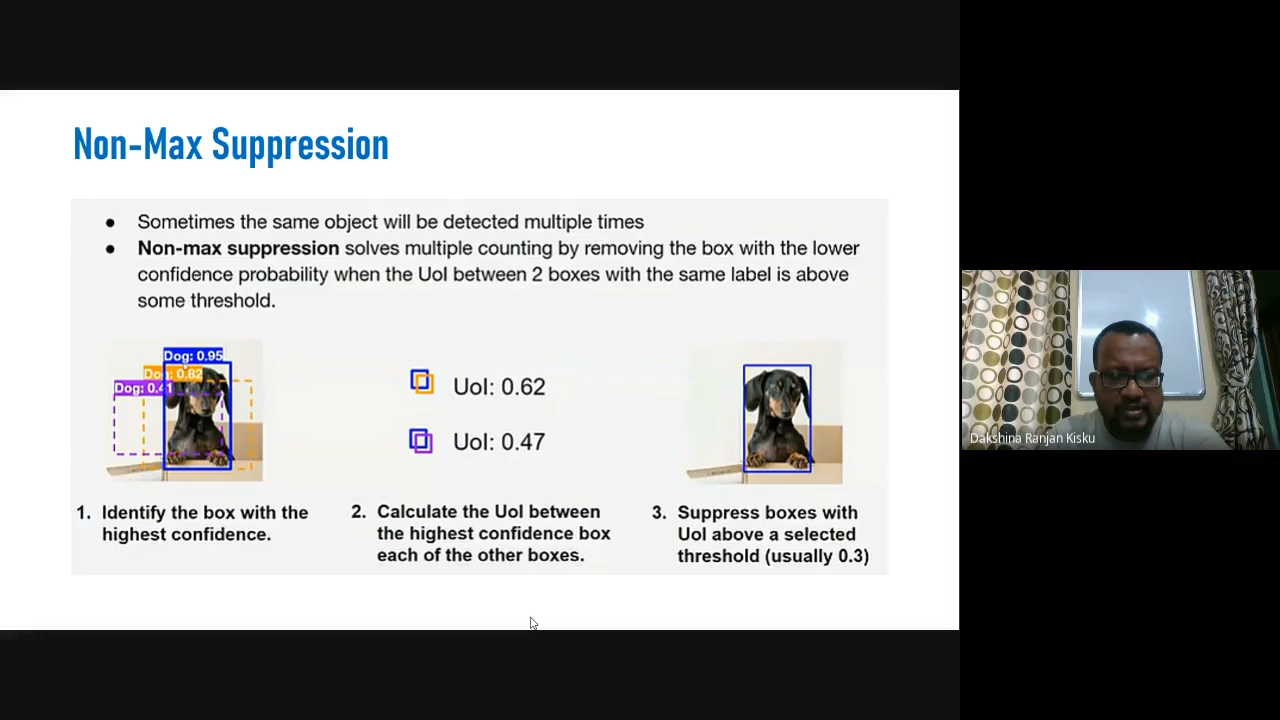 Non-Max Suppression
● Sometimes the same object will be detected multiple times
● Non-max suppression solves multiple counting by removing the box with the lower
confidence probability when the UoI between 2 boxes with the same label is above
some threshold.
Dog: 0.95
Dog: 0.82
Dog: 0.41
UoI: 0.62
UoI: 0.47
1. Identify the box with the
highest confidence.
2. Calculate the UoI between
the highest confidence box
each of the other boxes.
3. Suppress boxes with
UoI above a selected
threshold (usually 0.3)
Dakshina Ranjan Kisku